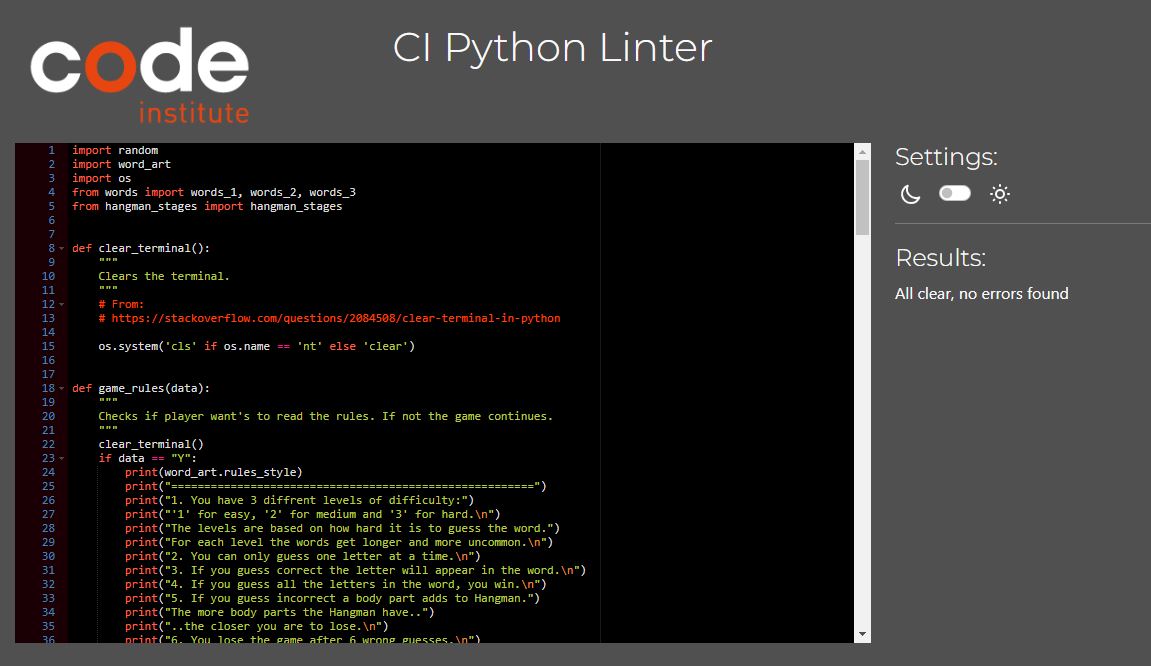 code
institute
CI Python Linter
1 import random
2 import word_art
3 import os
4 from words import words_1, words_2, words_3
5 from hangman_stages import hangman_stages
6
7
8 def clear_terminal():
9     """
10     Clears the terminal.
11     """
12     # From:
13     # https://stackoverflow.com/questions/2084508/clear-terminal-in-python
14
15     os.system('cls' if os.name == 'nt' else 'clear')
16
17
18 def game_rules(data):
19     """
20     Checks if player want's to read the rules. If not the game continues.
21     """
22     clear_terminal()
23     if data == "Y":
24         print(word_art.rules_style)
25         print("=======================================================")
26         print("1. You have 3 diffrent levels of difficulty:")
27         print("'1' for easy, '2' for medium and '3' for hard.\n")
28         print("The levels are based on how hard it is to guess the word.")
29         print("For each level the words get longer and more uncommon.\n")
30         print("2. You can only guess one letter at a time.\n")
31         print("3. If you guess correct the letter will appear in the word.\n")
32         print("4. If you guess all the letters in the word, you win.\n")
33         print("5. If you guess incorrect a body part adds to Hangman.")
34         print("The more body parts the Hangman have..")
35         print("..the closer you are to lose.\n")
36         print("6. You lose the game after 6 wrong guesses.\n")
Settings:
Results:
All clear, no errors found